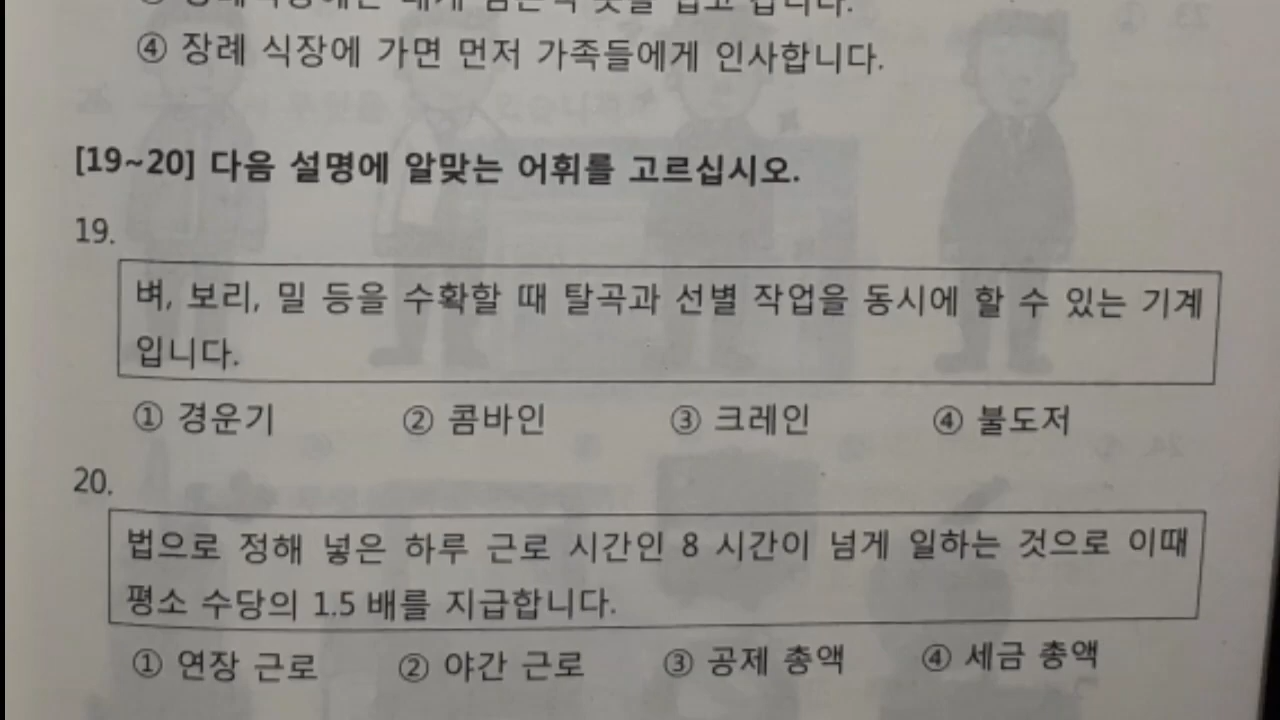 ④ 장례 식장에 가면 먼저 가족들에게 인사합니다.
[19~20] 다음 설명에 알맞는 어휘를 고르십시오.
19.
벼, 보리, 밀 등을 수확할 때 탈곡과 선별 작업을 동시에 할 수 있는 기계
입니다.
① 경운기 ② 콤바인 ③ 크레인 ④ 불도저
20.
법으로 정해 넣은 하루 근로 시간인 8 시간이 넘게 일하는 것으로 이때
평소 수당의 1.5 배를 지급합니다.
① 연장 근로 ② 야간 근로 ③ 공제 총액 ④ 세금 총액